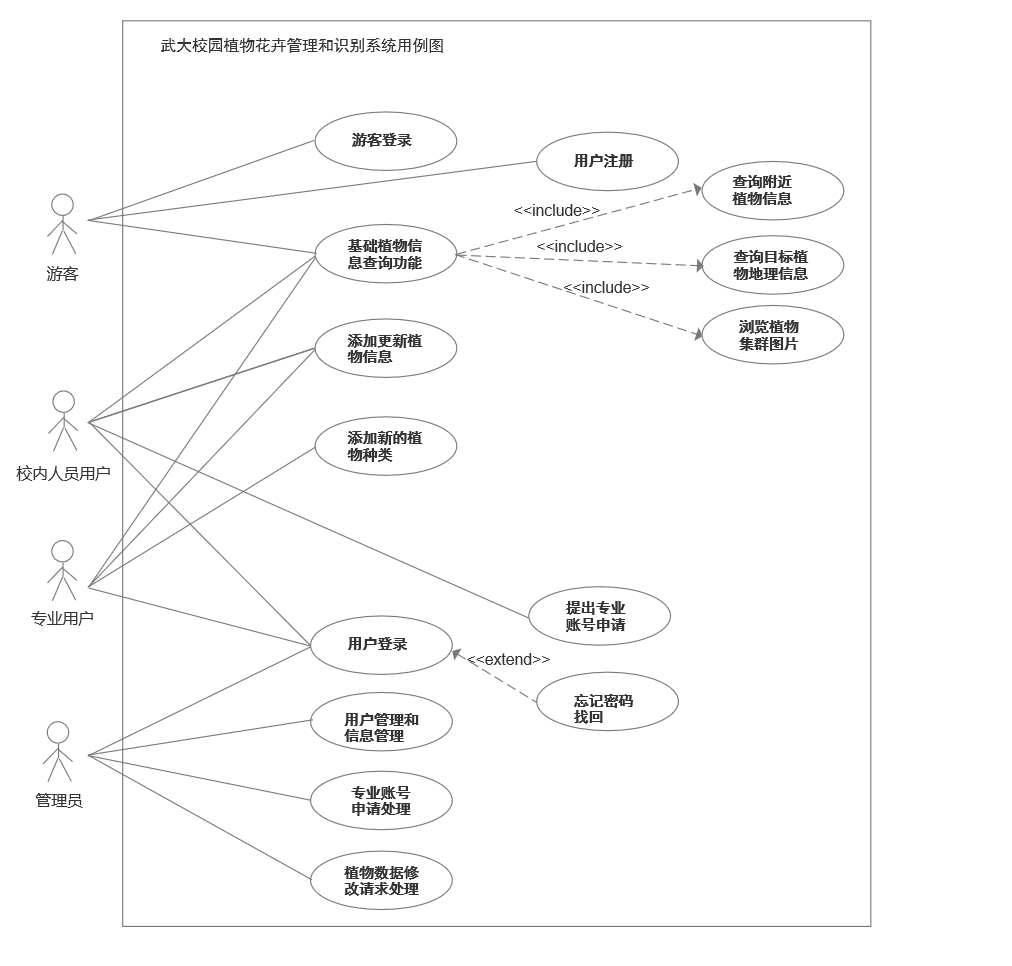 武大校园植物花卉管理和识别系统用例图
游客登录
用户注册
查询附近
植物信息
<<include>>
基础植物信
息查询功能
<<include>>
查询目标植
物地理信息
游客
<<include>>
浏览植物
集群图片
添加更新植
物信息
校内人员用户
添加新的植
物种类
专业用户
提出专业
账号申请
用户登录
<<extend>>
忘记密码
找回
用户管理和
信息管理
管理员
专业账号
申请处理
植物数据修
改请求处理